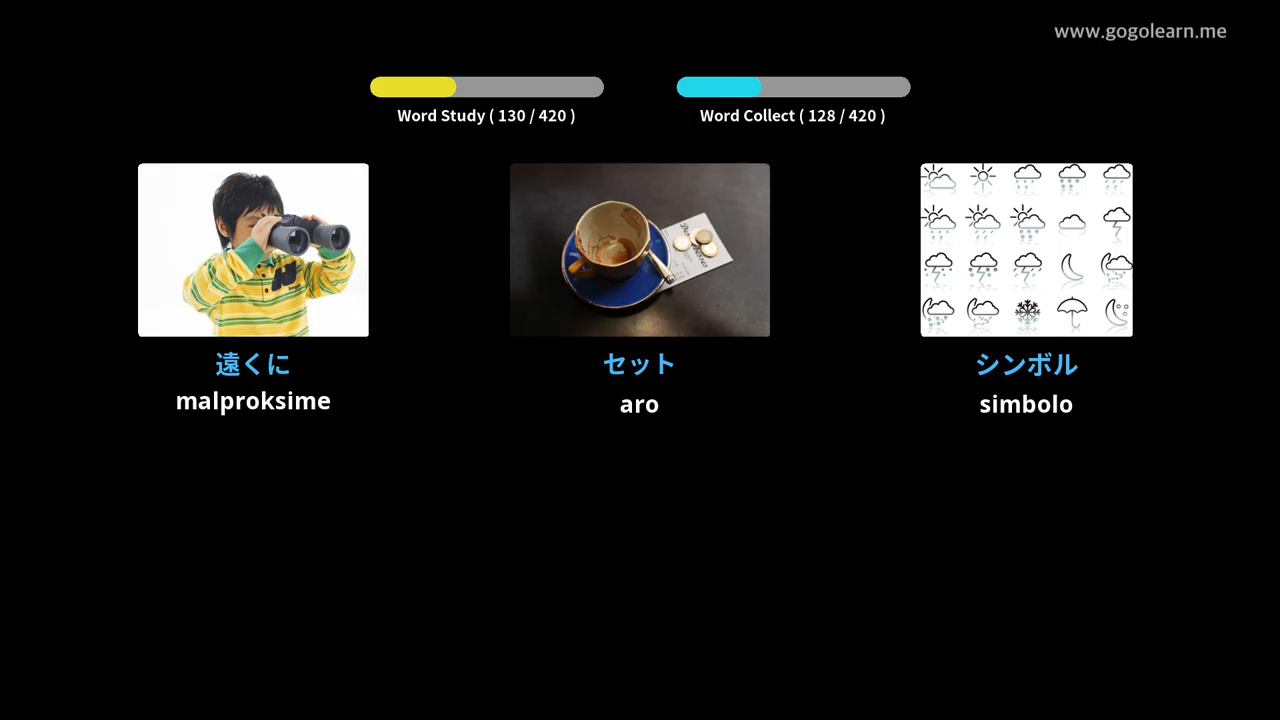 www.gogolearn.me
Word Study ( 130 / 420 )
Word Collect ( 128 / 420 )
遠くに
セット
シンボル
malproksime
aro
simbolo